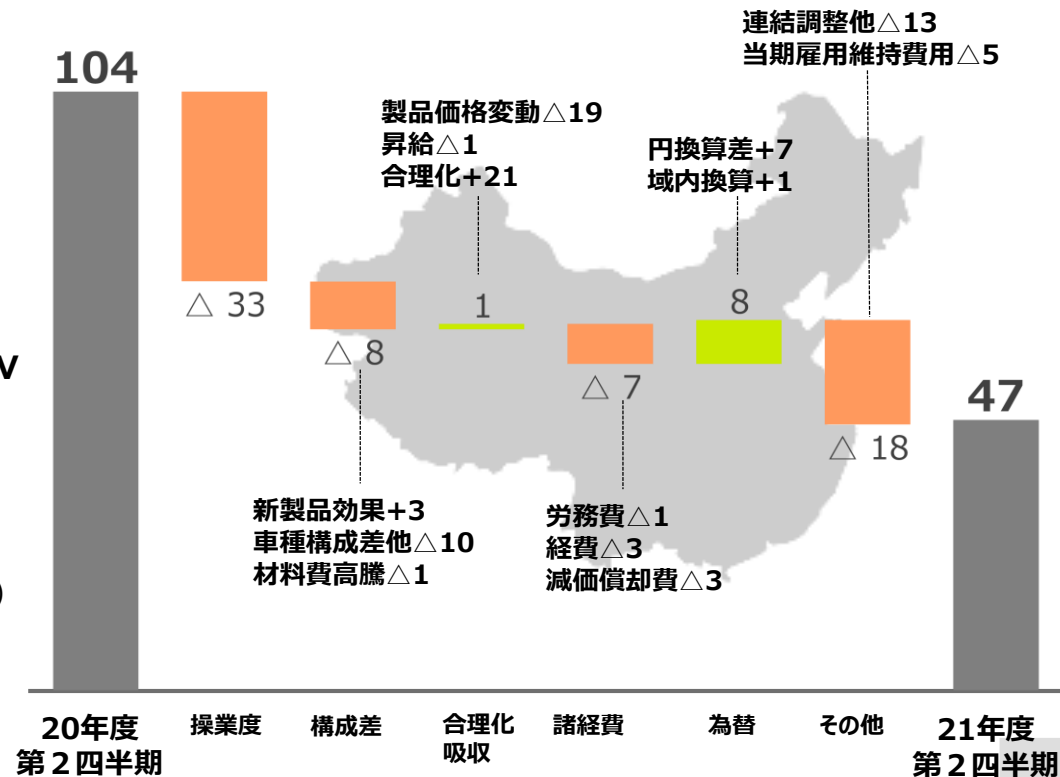 連結調整他△13
当期雇用維持費用△5
104
製品価格変動△19
昇給△1
合理化+21
円換算差+7
域内換算+1
△ 33
△ 8
1
△ 7
8
△ 18
47
V
新製品効果+3
車種構成差他△10
材料費高騰△1
労務費△1
経費△3
減価償却費△3
)
20年度
第２四半期
操業度
構成差
合理化
吸収
諸経費
為替
その他
21年度
第２四半期